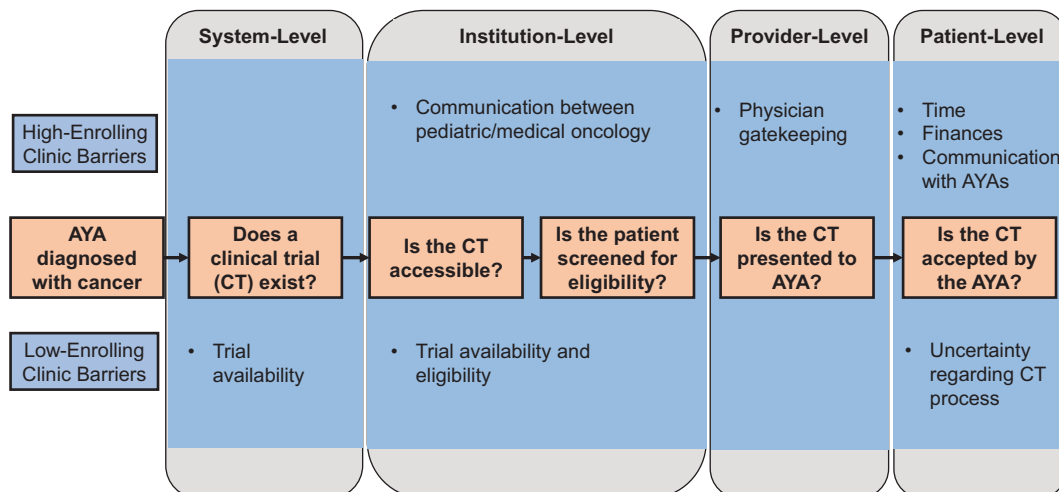 System-Level
Institution-Level
Provider-Level
Patient-Level
High-Enrolling
Clinic Barriers
• Communication between
pediatric/medical oncology
• Physician
gatekeeping
• Time
• Finances
• Communication
with AYAs
AYA
diagnosed
with cancer
Does a
clinical trial
(CT) exist?
Is the CT
accessible?
Is the patient
screened for
eligibility?
Is the CT
presented to
AYA?
Is the CT
accepted by
the AYA?
Low-Enrolling
Clinic Barriers
• Trial
availability
• Trial availability and
eligibility
• Uncertainty
regarding CT
process